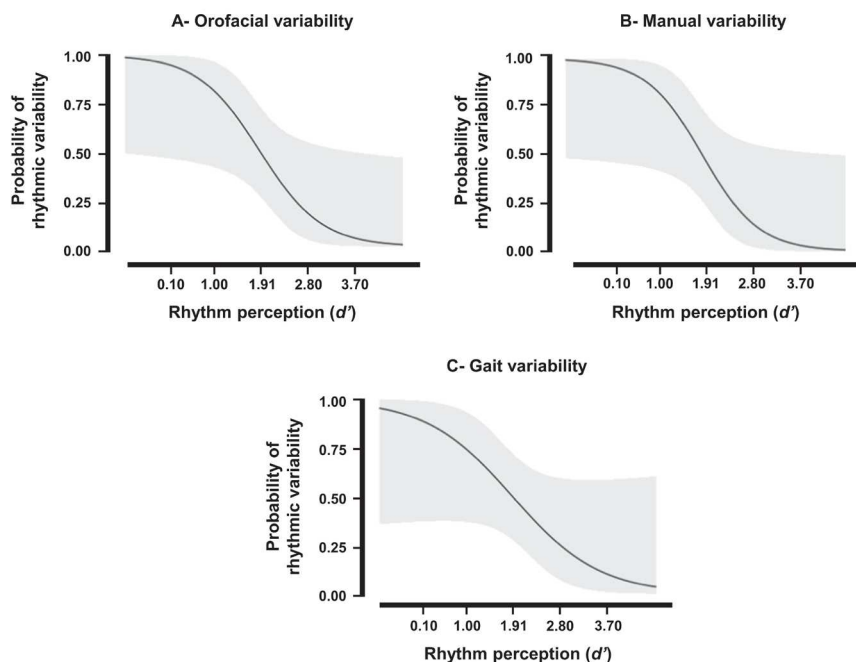 A- Orofacial variability
Probability of
rhythmic variability
1.00
0.75
0.50
0.25
0.00
0.10 1.00 1.91 2.80 3.70
Rhythm perception (d’)
B- Manual variability
Probability of
rhythmic variability
1.00
0.75
0.50
0.25
0.00
0.10 1.00 1.91 2.80 3.70
Rhythm perception (d’)
C- Gait variability
Probability of
rhythmic variability
1.00
0.75
0.50
0.25
0.00
0.10 1.00 1.91 2.80 3.70
Rhythm perception (d’)